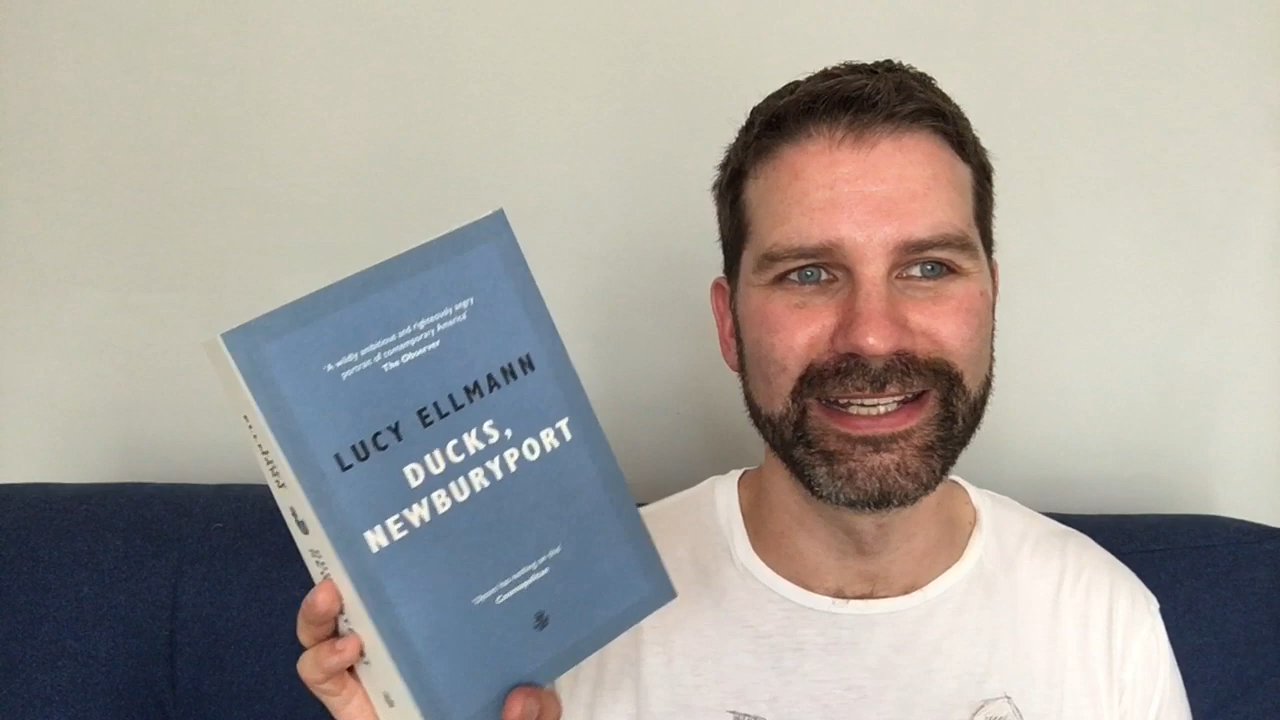 'A wildly ambitious and righteously angry
portrait of contemporary America'
The Observer
LUCY ELLMANN
DUCKS,
NEWBURYPORT
Cosmopolitan